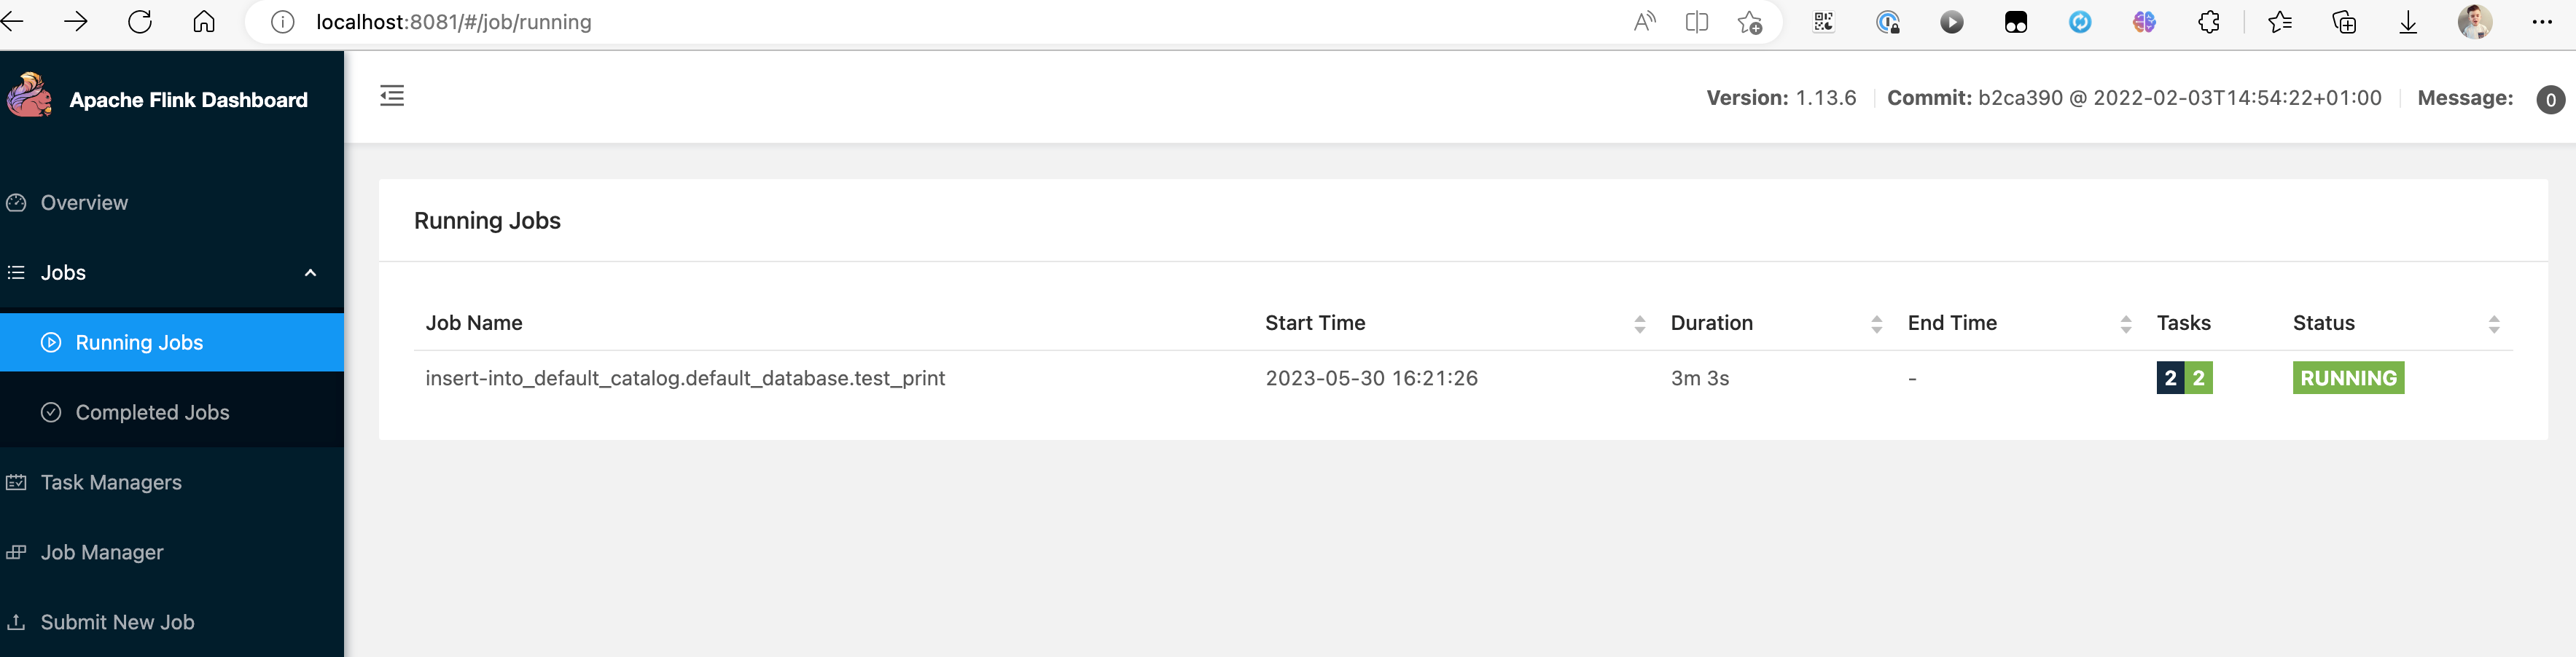 localhost:8081/#/job/running
Apache Flink Dashboard
Version: 1.13.6 Commit: b2ca390 @ 2022-02-03T14:54:22+01:00 Message: 0
Overview
Jobs
Running Jobs
Completed Jobs
Task Managers
Job Manager
Submit New Job
Running Jobs
Job Name Start Time Duration End Time Tasks Status
insert-into_default_catalog.default_database.test_print 2023-05-30 16:21:26 3m 3s - 2 2 RUNNING